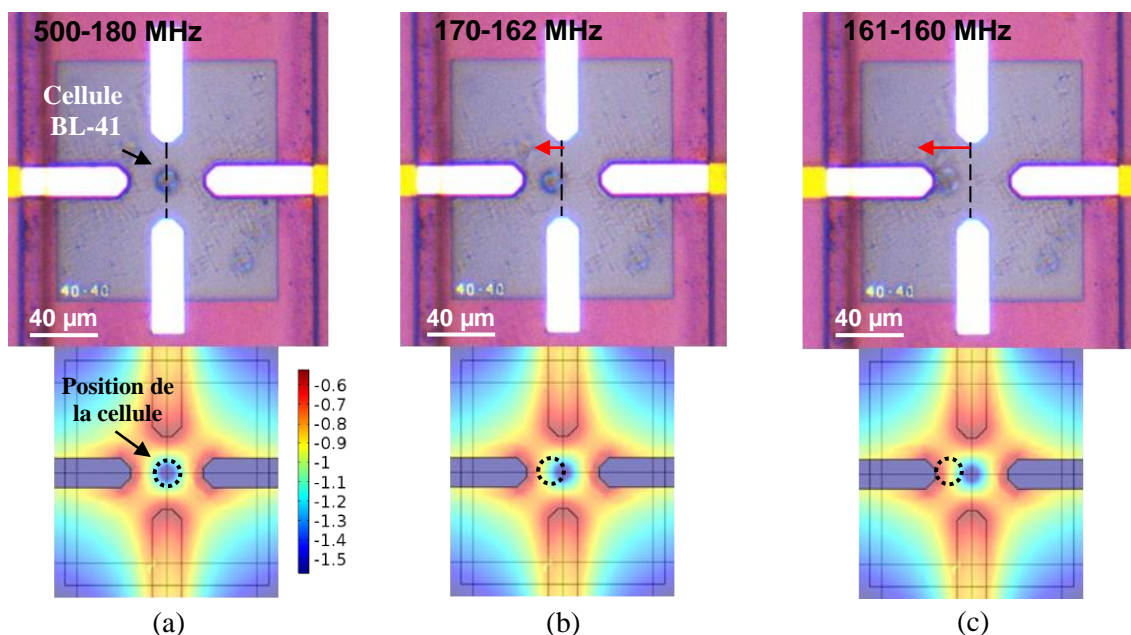 500-180 MHz
170-162 MHz
161-160 MHz
Cellule
BL-41
40-40
40-40
40-40
40 µm
40 µm
40 µm
Position de
la cellule
-0.6
-0.7
-0.8
-0.9
-1
-1.1
-1.2
-1.3
-1.4
-1.5
(a)
(b)
(c)